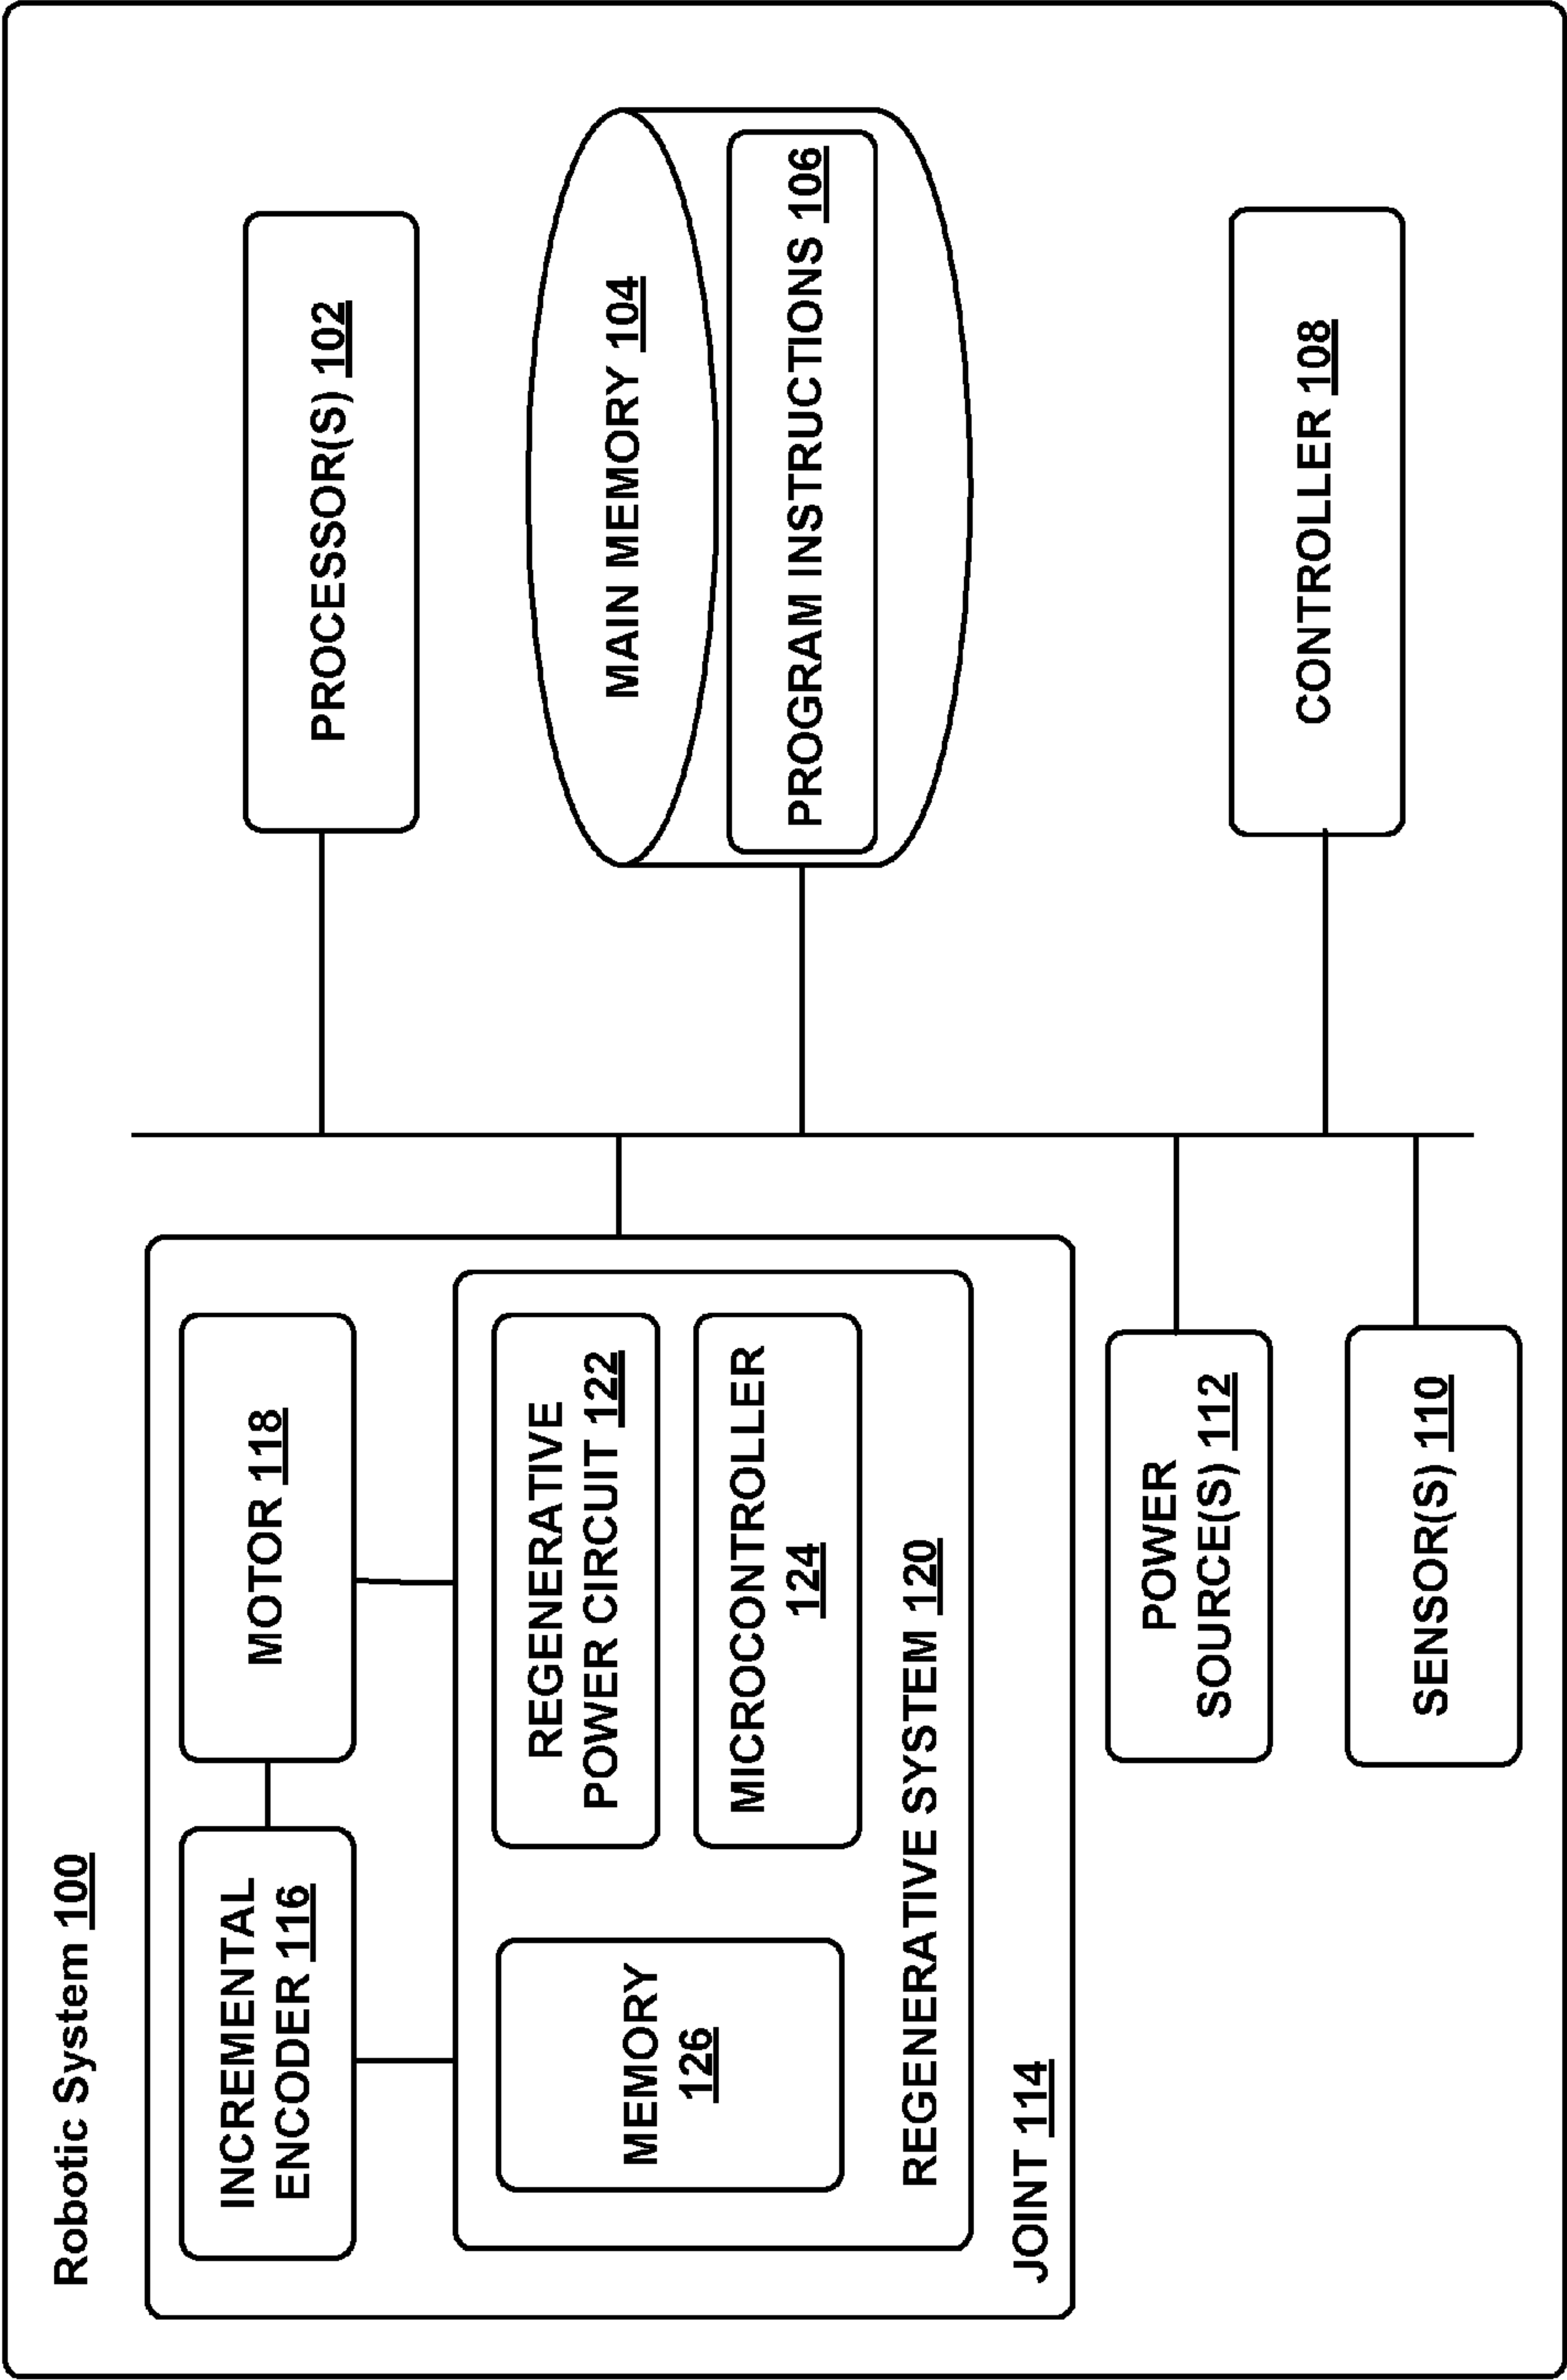 Robotic System 100
INCREMENTAL
ENCODER 116
MOTOR 118
MEMORY
126
REGENERATIVE
POWER CIRCUIT 122
MICROCONTROLLER
124
REGENERATIVE SYSTEM 120
JOINT 114
POWER
SOURCE(S) 112
SENSOR(S) 110
PROCESSOR(S) 102
MAIN MEMORY 104
PROGRAM INSTRUCTIONS 106
CONTROLLER 108